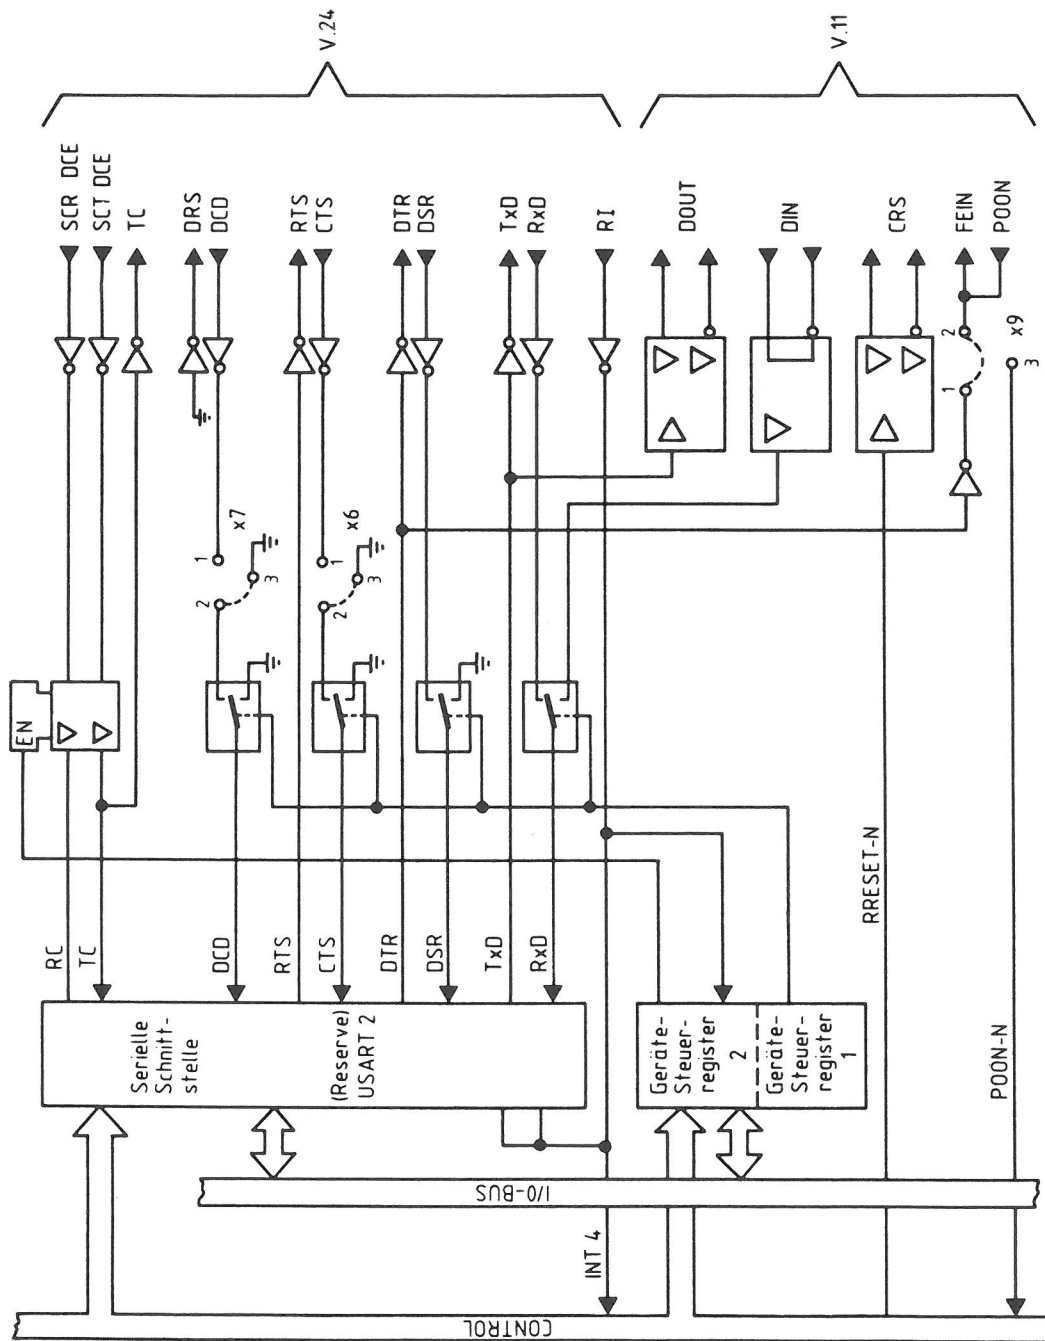 CONTROL
I/O-BUS
INT 4
Serielle
Schnitt-
stelle
(Reserve)
USART 2
Geräte-
Steuer-
register
2
Geräte-
Steuer-
register
1
RC
TC
DCD
RTS
CTS
DTR
DSR
TxD
RxD
EN
RRESET-N
POON-N
2
1
3
x7
2
1
3
x6
1
2
3
x9
SCR DCE
SCT DCE
TC
DRS
DCD
RTS
CTS
DTR
DSR
TxD
RxD
RI
DOUT
DIN
CRS
FEIN
POON
V.24
V.11